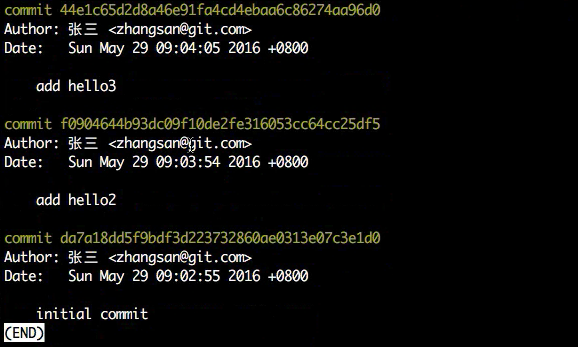 commit 44e1c65d2d8a46e91fa4cd4ebaa6c86274aa96d0
Author: 张三 <zhangsan@git.com>
Date:   Sun May 29 09:04:05 2016 +0800
    add hello3
commit f0904644b93dc09f10de2fe316053cc64cc25df5
Author: 张三 <zhangsan@git.com>
Date:   Sun May 29 09:03:54 2016 +0800
    add hello2
commit da7a18dd5f9bdf3d223732860ae0313e07c3e1d0
Author: 张三 <zhangsan@git.com>
Date:   Sun May 29 09:02:55 2016 +0800
    initial commit
(END)